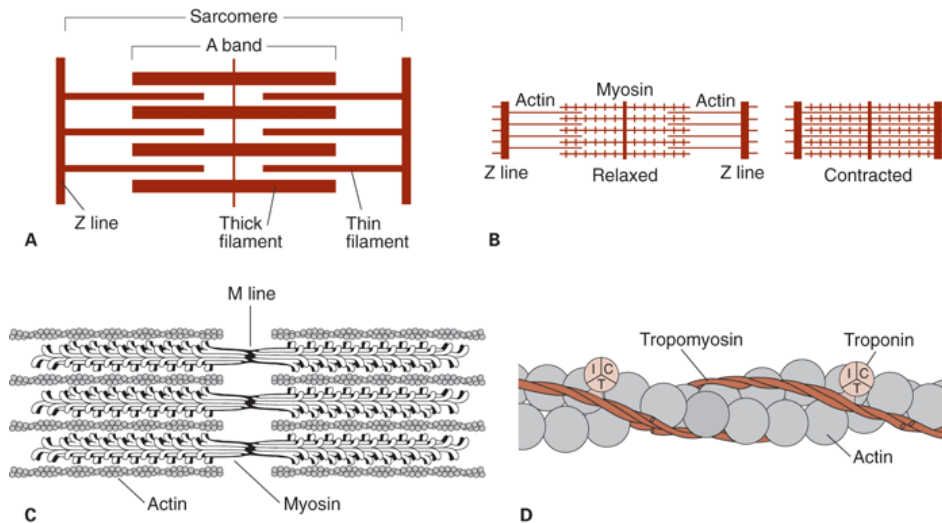 Sarcomere
A band
Z line
Thick
filament
Thin
filament
A
Actin
Myosin
Actin
Z line
Relaxed
Z line
Contracted
B
M line
Actin
Myosin
C
Tropomyosin
Troponin
I C
T
I C
T
Actin
D